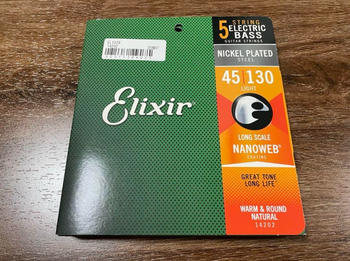 5 STRING
ELECTRIC
BASS
GUITAR STRINGS
NICKEL PLATED
STEEL
45 130
LIGHT
Elixir
LONG SCALE
NANOWEB®
COATING
GREAT TONE
LONG LIFE
WARM & ROUND
NATURAL
14202